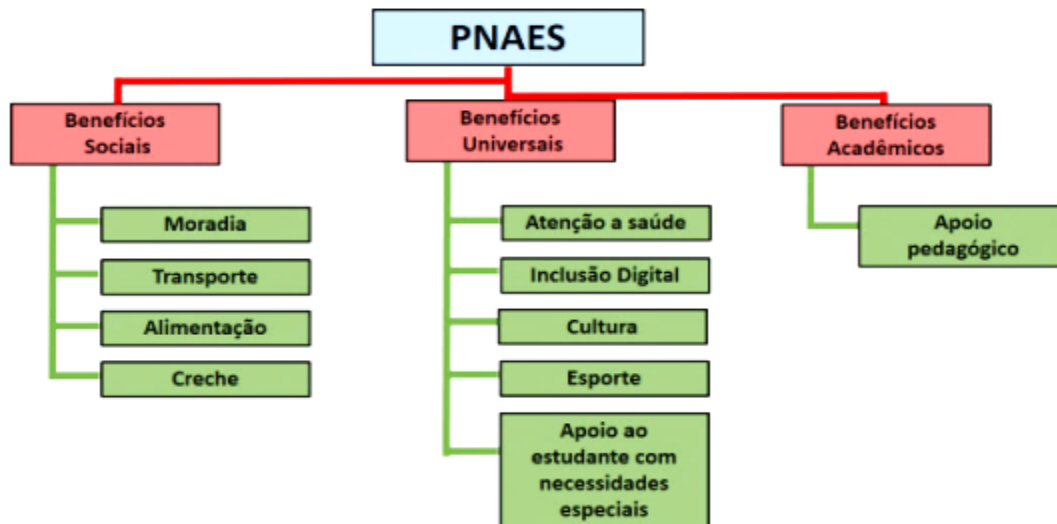 PNAES
Benefícios
Sociais
Moradia
Transporte
Alimentação
Creche
Benefícios
Universais
Atenção a saúde
Inclusão Digital
Cultura
Esporte
Apoio ao
estudante com
necessidades
especiais
Benefícios
Acadêmicos
Apoio
pedagógico